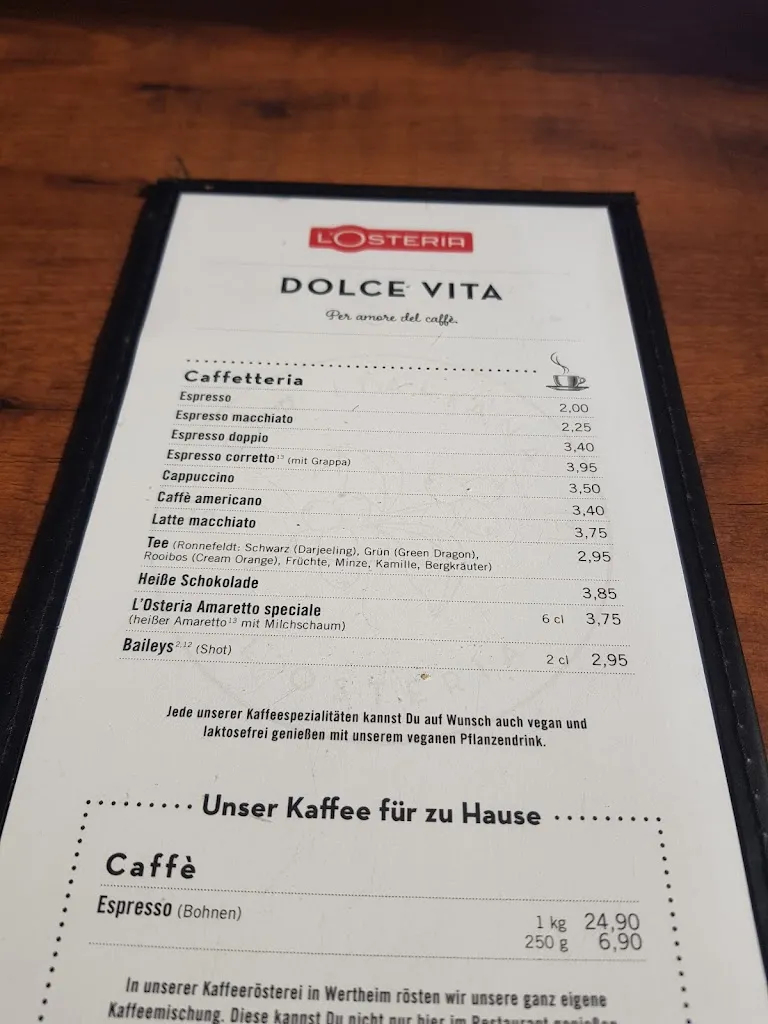 L'OSTERIA
DOLCE VITA
Per amore del caffè.
Caffetteria
Espresso 2,00
Espresso macchiato 2,25
Espresso doppio 3,40
Espresso corretto¹³ (mit Grappa) 3,95
Cappuccino 3,50
Caffè americano 3,40
Latte macchiato 3,75
Tee (Ronnefeldt: Schwarz (Darjeeling), Grün (Green Dragon), 2,95
Rooibos (Cream Orange), Früchte, Minze, Kamille, Bergkräuter)
Heiße Schokolade 3,85
L'Osteria Amaretto speciale 6 cl 3,75
(heißer Amaretto¹³ mit Milchschaum)
Baileys²,¹² (Shot) 2 cl 2,95
Jede unserer Kaffeespezialitäten kannst Du auf Wunsch auch vegan und
laktosefrei genießen mit unserem veganen Pflanzendrink.
Unser Kaffee für zu Hause
Caffè
Espresso (Bohnen) 1 kg 24,90
250 g 6,90
In unserer Kaffeerösterei in Wertheim rösten wir unsere ganz eigene
Kaffeemischung. Diese kannst Du nicht nur hier im Restaurant genießen